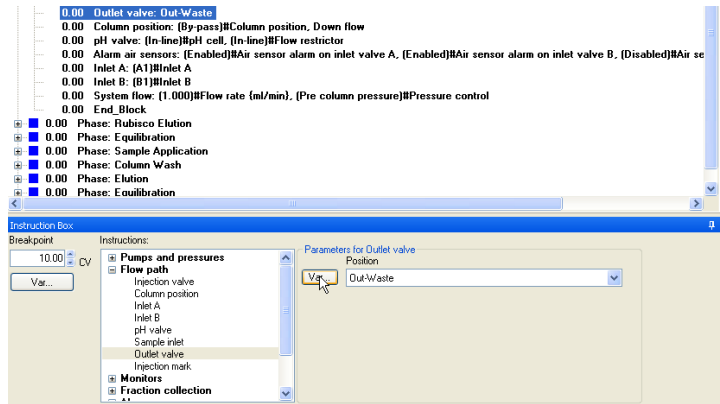 0.00 Outlet valve: Out-Waste
0.00 Column position: (By-pass)#Column position, Down flow
0.00 pH valve: (In-line)#pH cell, (In-line)#Flow restrictor
0.00 Alarm air sensors: (Enabled)#Air sensor alarm on inlet valve A, (Enabled)#Air sensor alarm on inlet valve B, (Disabled)#Air se
0.00 Inlet A: (A1)#Inlet A
0.00 Inlet B: (B1)#Inlet B
0.00 System flow: (1.000)#Flow rate {ml/min}, (Pre column pressure)#Pressure control
0.00 End_Block
0.00 Phase: Rubisco Elution
0.00 Phase: Equilibration
0.00 Phase: Sample Application
0.00 Phase: Column Wash
0.00 Phase: Elution
0.00 Phase: Equilibration
Instruction Box
Breakpoint
10.00 CV
Var...
Instructions:
Pumps and pressures
Flow path
Injection valve
Column position
Inlet A
Inlet B
pH valve
Sample inlet
Outlet valve
Injection mark
Monitors
Fraction collection
Parameters for Outlet valve
Position
Var... Out-Waste